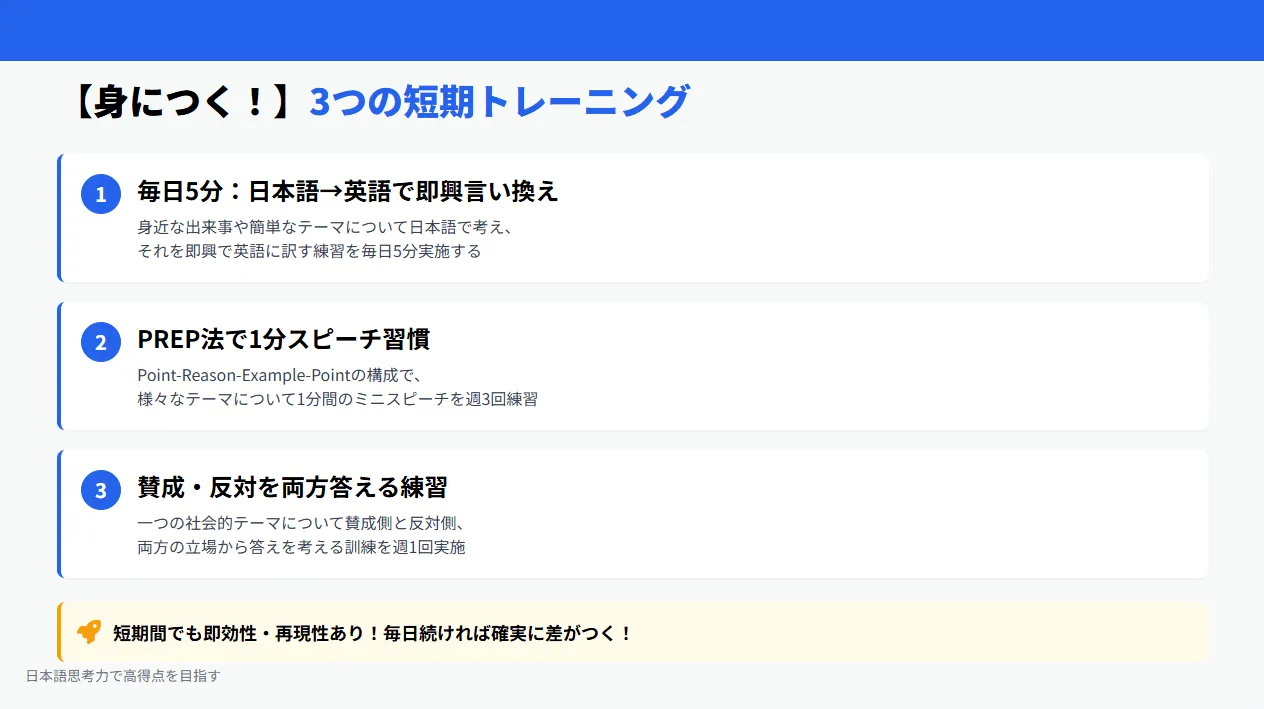 【身につく！】3つの短期トレーニング
1
毎日5分：日本語→英語で即興言い換え
身近な出来事や簡単なテーマについて日本語で考え、
それを即興で英語に訳す練習を毎日5分実施する
2
PREP法で1分スピーチ習慣
Point-Reason-Example-Pointの構成で、
様々なテーマについて1分間のミニスピーチを週3回練習
3
賛成・反対を両方答える練習
一つの社会的テーマについて賛成側と反対側、
両方の立場から答えを考える訓練を週1回実施
短期間でも即効性・再現性あり！毎日続ければ確実に差がつく！
日本語思考力で高得点を目指す